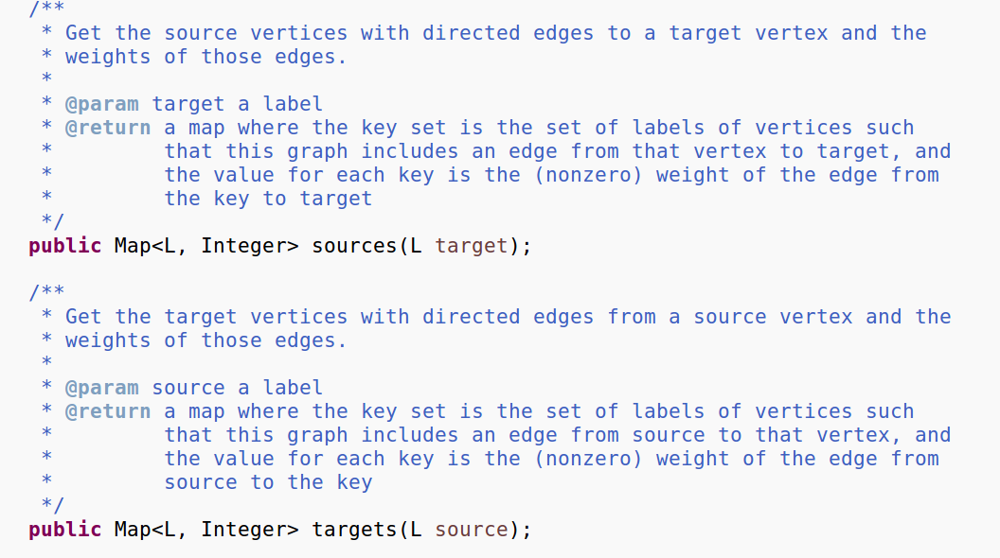 /**
 * Get the source vertices with directed edges to a target vertex and the
 * weights of those edges.
 *
 * @param target a label
 * @return a map where the key set is the set of labels of vertices such
 *         that this graph includes an edge from that vertex to target, and
 *         the value for each key is the (nonzero) weight of the edge from
 *         the key to target
 */
public Map<L, Integer> sources(L target);

/**
 * Get the target vertices with directed edges from a source vertex and the
 * weights of those edges.
 *
 * @param source a label
 * @return a map where the key set is the set of labels of vertices such
 *         that this graph includes an edge from source to that vertex, and
 *         the value for each key is the (nonzero) weight of the edge from
 *         source to the key
 */
public Map<L, Integer> targets(L source);